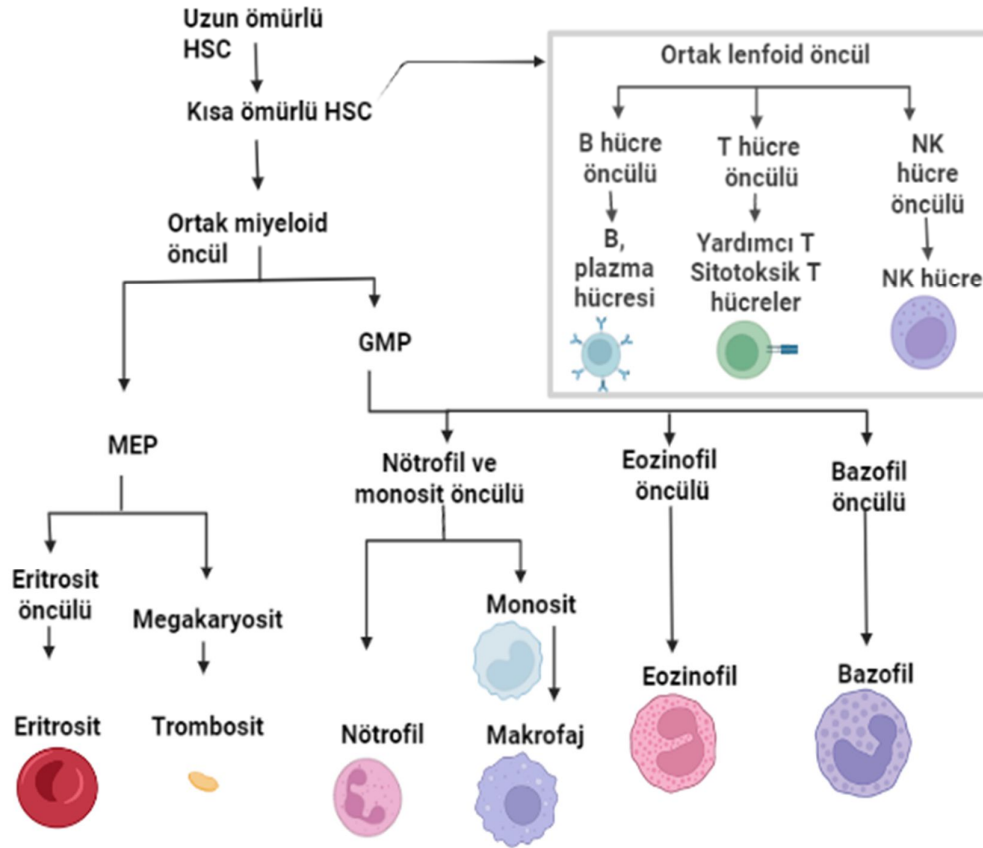 Uzun ömürlü
HSC
Kısa ömürlü HSC
Ortak miyeloid
öncül
Ortak lenfoid öncül
B hücre
öncülü
B,
plazma
hücresi
T hücre
öncülü
Yardımcı T
Sitotoksik T
hücreler
NK
hücre
öncülü
NK hücre
GMP
MEP
Eritrosit
öncülü
Megakaryosit
Eritrosit
Trombosit
Nötrofil ve
monosit öncülü
Monosit
Nötrofil
Makrofaj
Eozinofil
öncülü
Eozinofil
Bazofil
öncülü
Bazofil